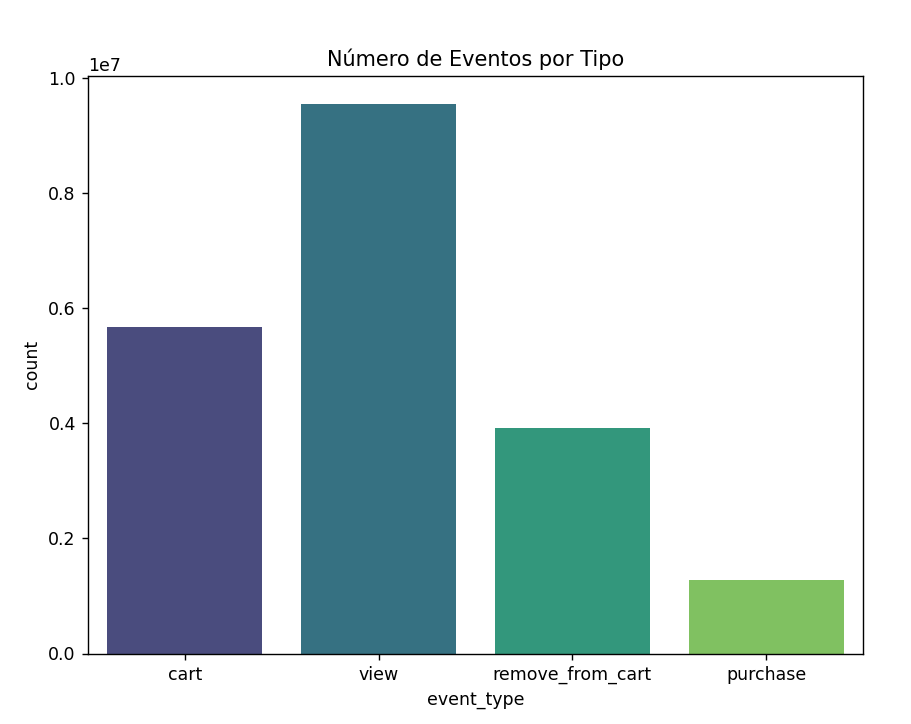 Número de Eventos por Tipo
1e7
1.0
0.8
0.6
0.4
0.2
0.0
count
cart view remove_from_cart purchase
event_type